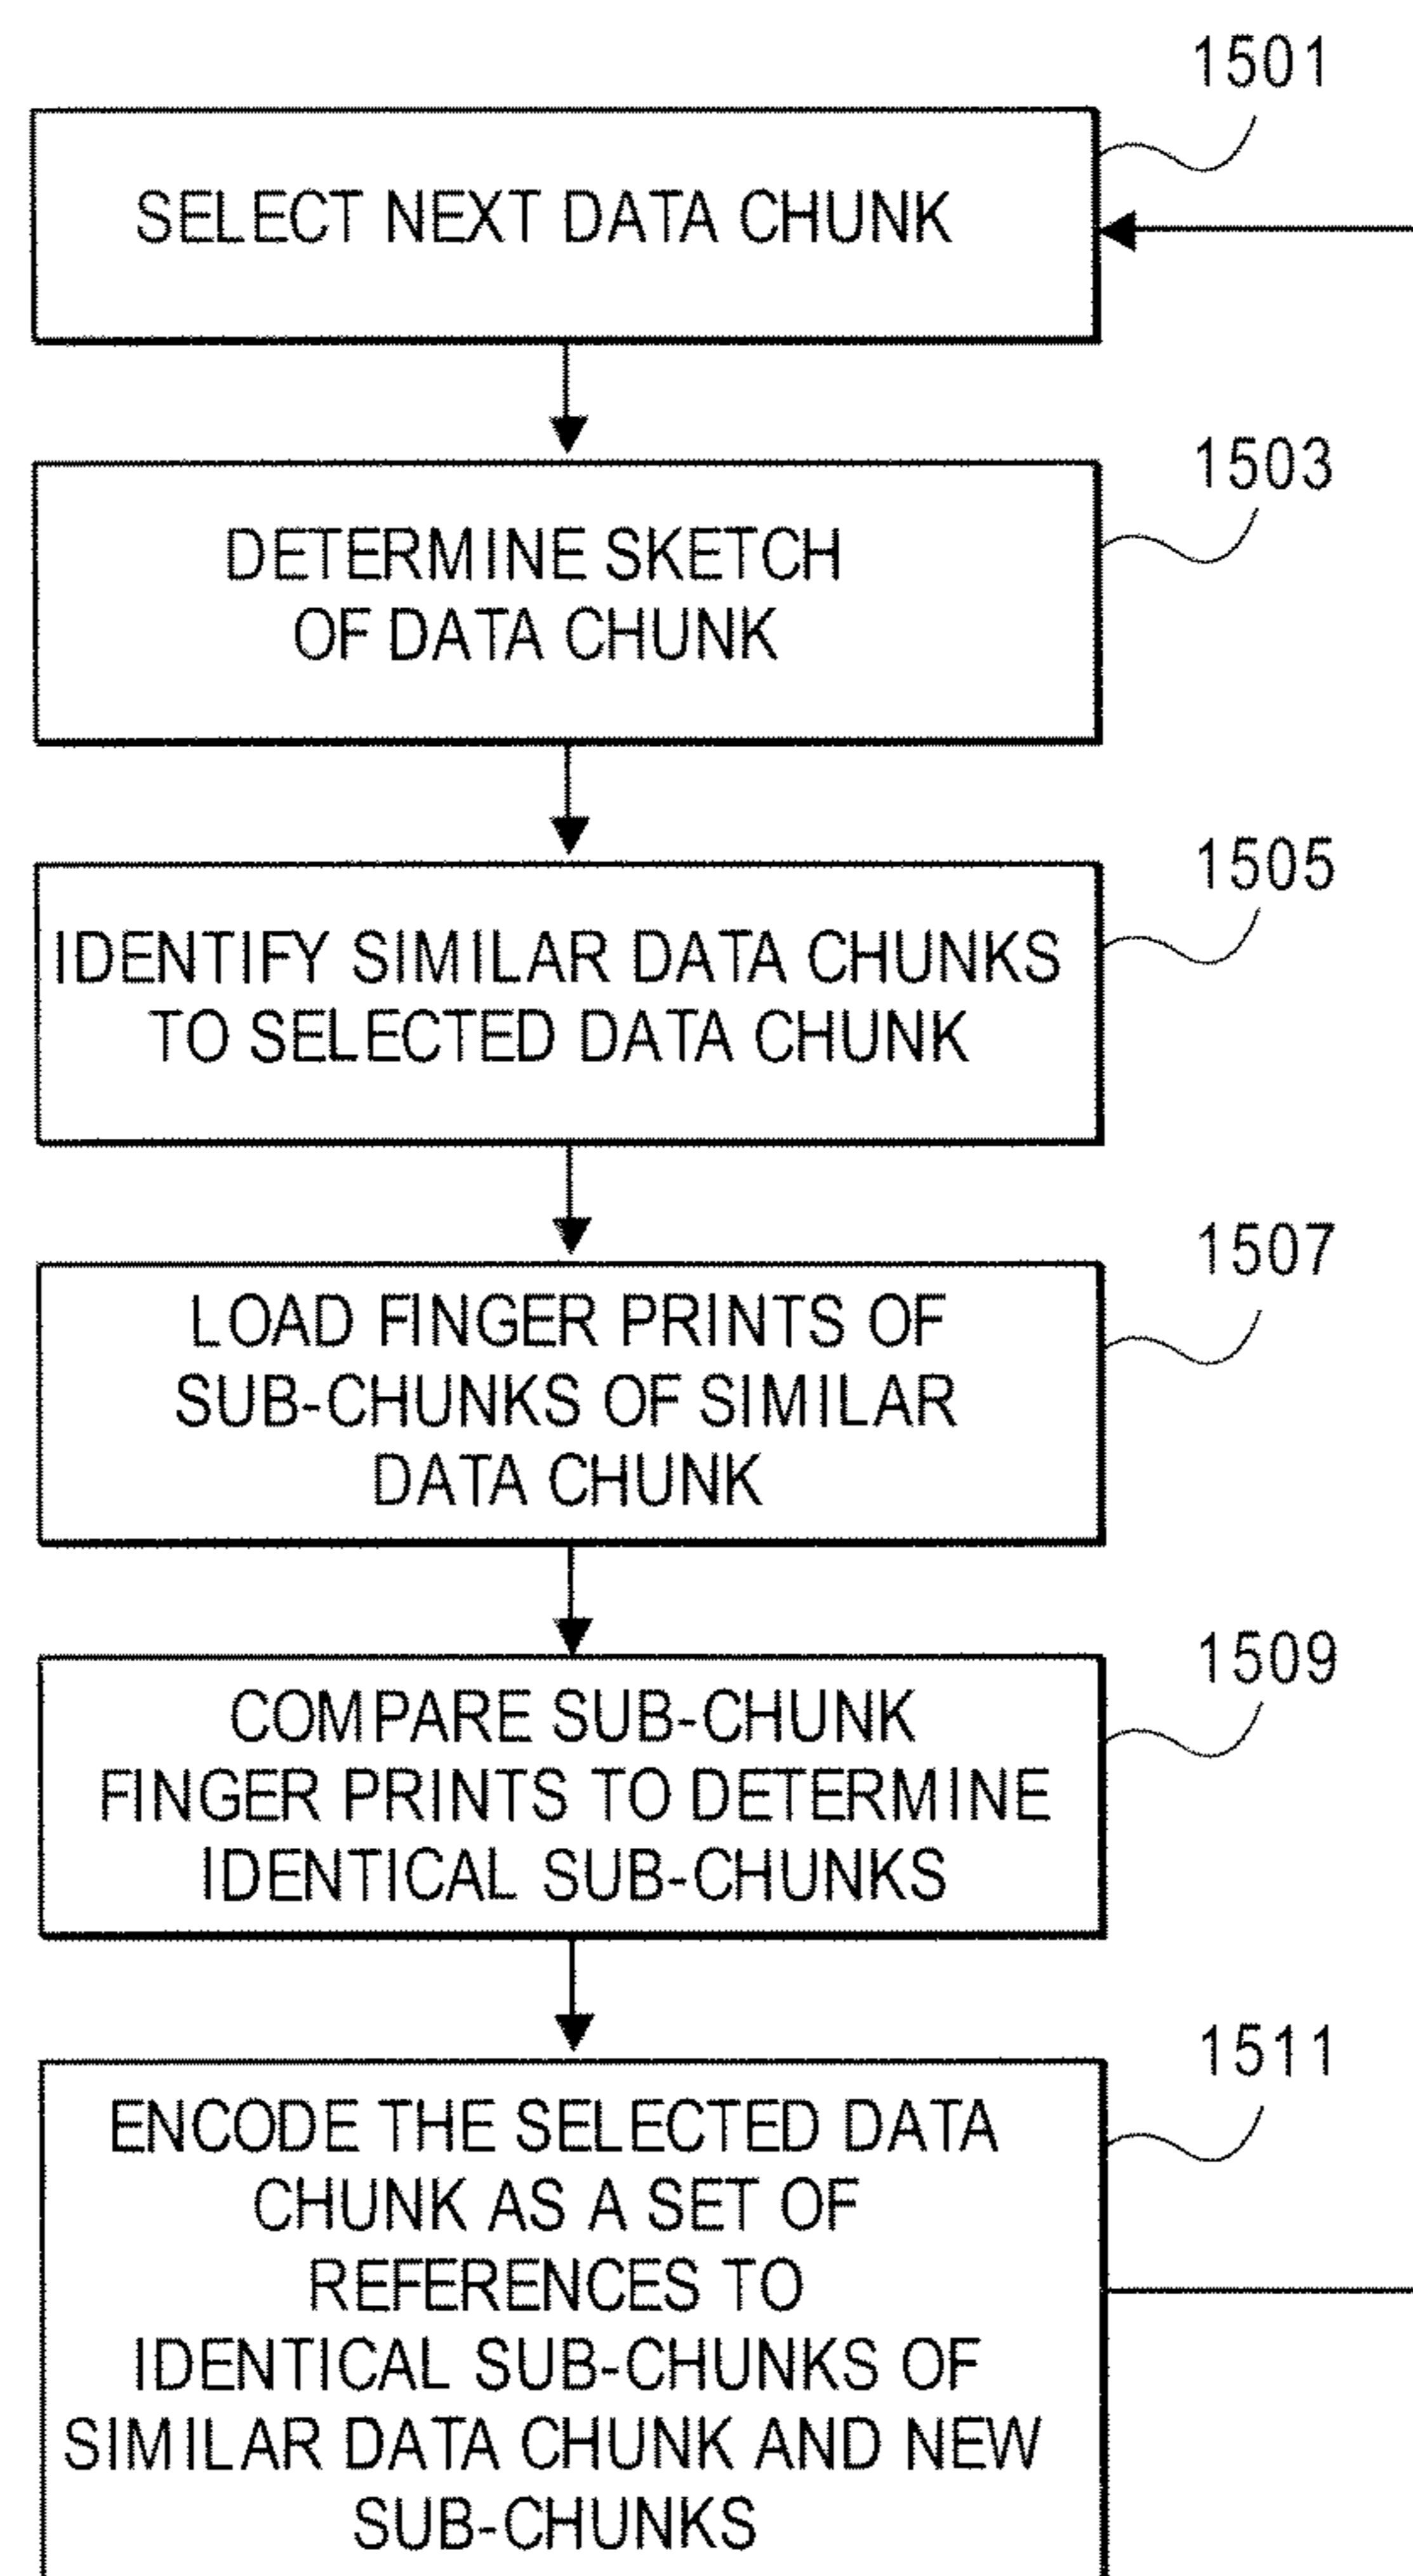 1501
SELECT NEXT DATA CHUNK
1503
DETERMINE SKETCH
OF DATA CHUNK
1505
IDENTIFY SIMILAR DATA CHUNKS
TO SELECTED DATA CHUNK
1507
LOAD FINGER PRINTS OF
SUB-CHUNKS OF SIMILAR
DATA CHUNK
1509
COMPARE SUB-CHUNK
FINGER PRINTS TO DETERMINE
IDENTICAL SUB-CHUNKS
1511
ENCODE THE SELECTED DATA
CHUNK AS A SET OF
REFERENCES TO
IDENTICAL SUB-CHUNKS OF
SIMILAR DATA CHUNK AND NEW
SUB-CHUNKS